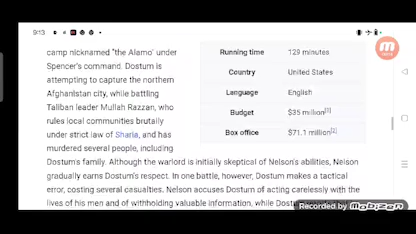 9:13
camp nicknamed "the Alamo' under
Spencer's command. Dostum is
attempting to capture the northern
Afghanistan city, while battling
Taliban leader Mullah Razzan, who
rules local communities brutally
under strict law of Sharia, and has
murdered several people, including
Dostum's family. Although the warlord is initially skeptical of Nelson's abilities, Nelson
gradually earns Dostum's respect. In one battle, however, Dostum makes a tactical
error, costing several casualties. Nelson accuses Dostum of acting carelessly with the
lives of his men and of withholding valuable information, while Dostum
Running time 129 minutes
Country United States
Language English
Budget $35 million[2]
Box office $71.1 million[2]
Recorded by Mobizen